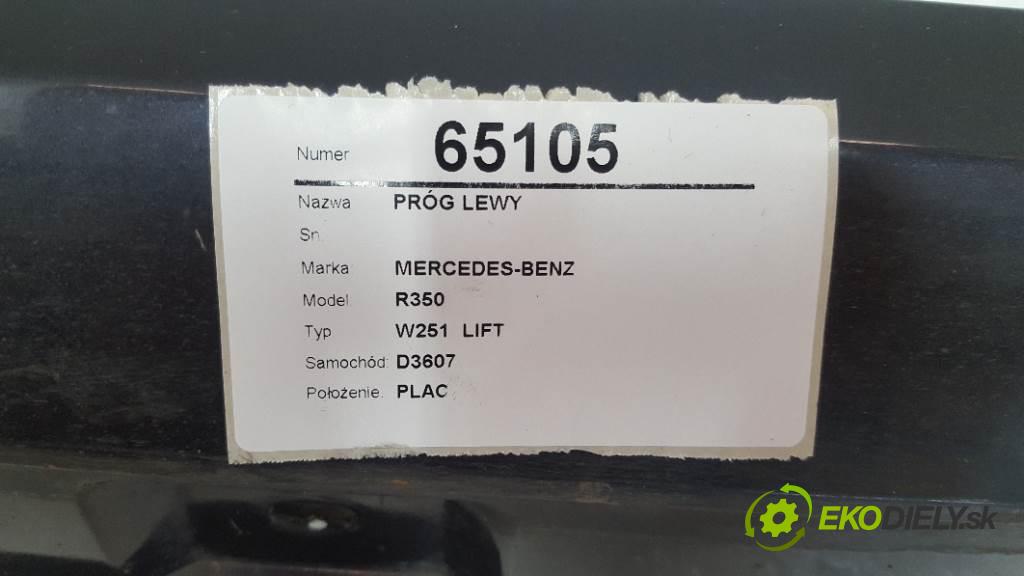 Numer 65105
Nazwa PRÓG LEWY
Sn.
Marka MERCEDES-BENZ
Model R350
Typ W251 LIFT
Samochód: D3607
Położenie: PLAC
EKODIELY.sk